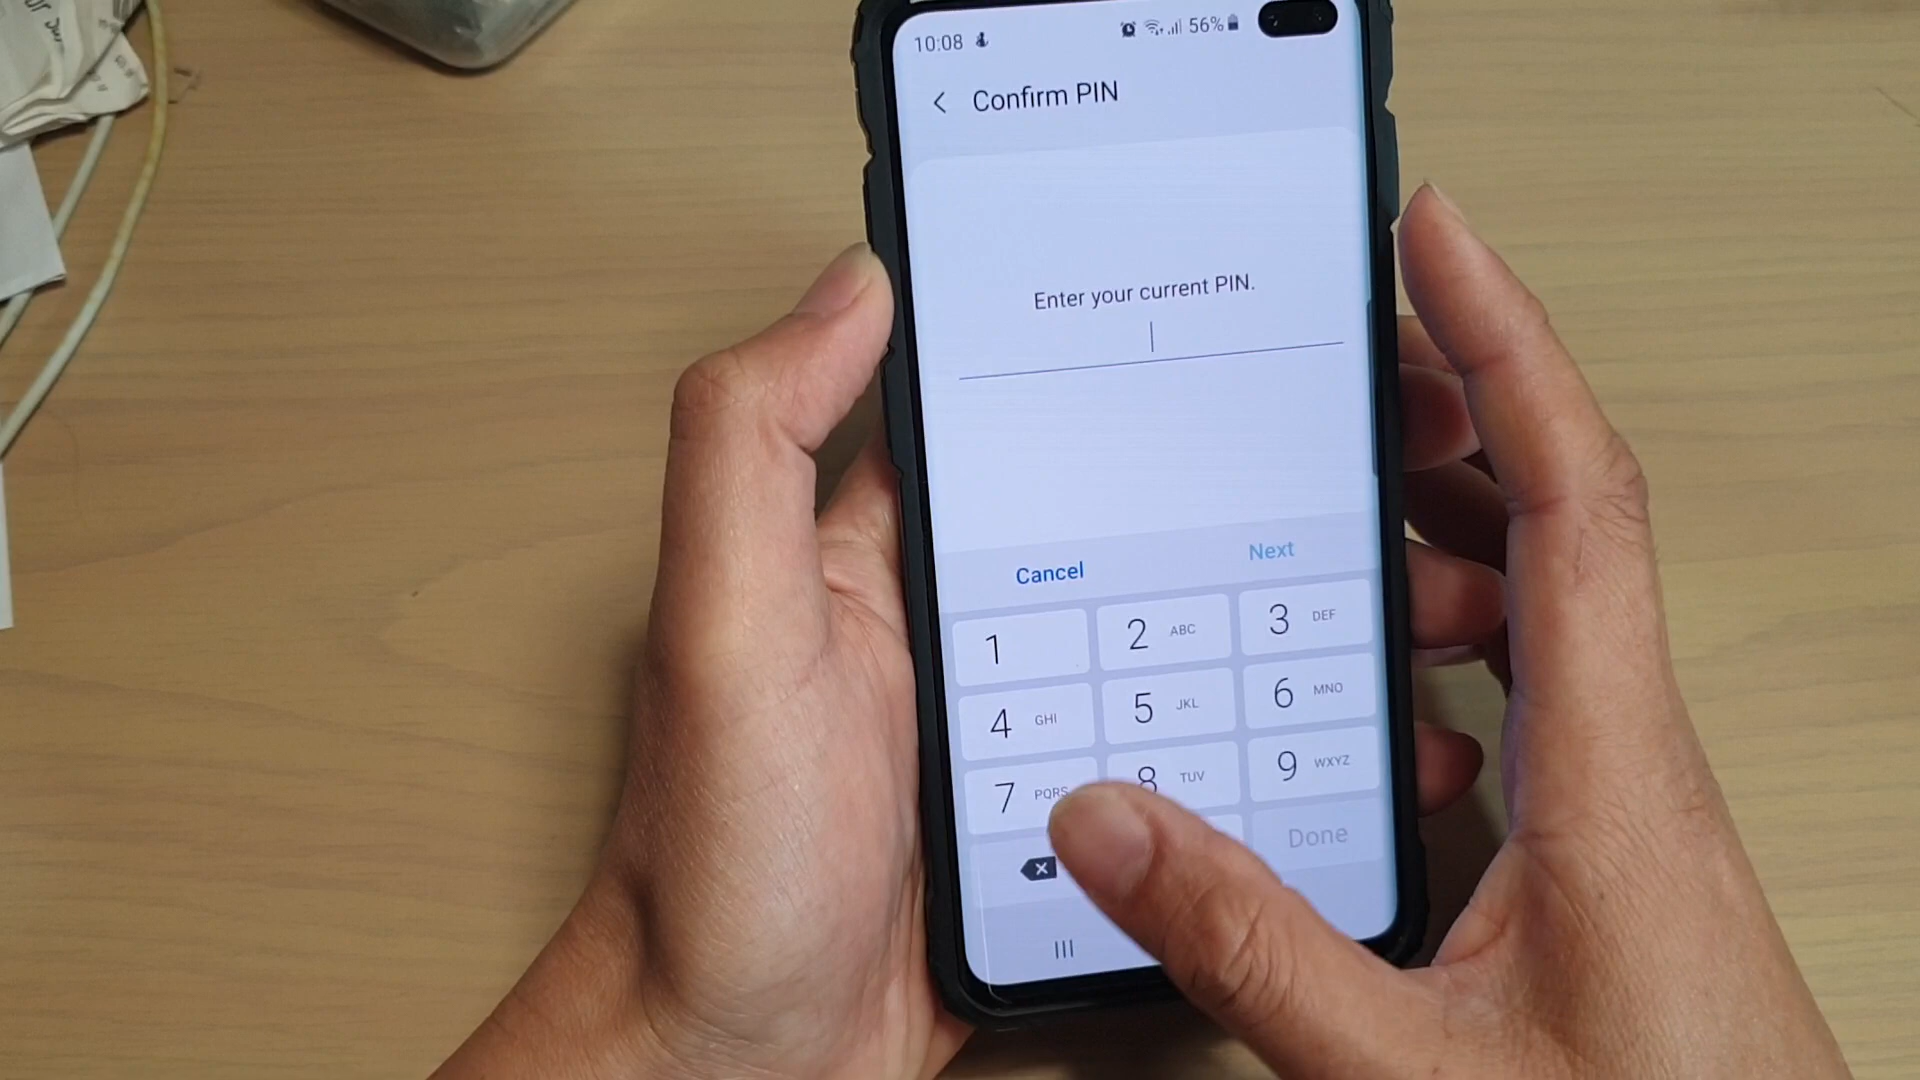 10:08 56%
Confirm PIN
Enter your current PIN.
Cancel Next
1 2 ABC 3 DEF
4 GHI 5 JKL 6 MNO
7 PQRS 8 TUV 9 WXYZ
Done